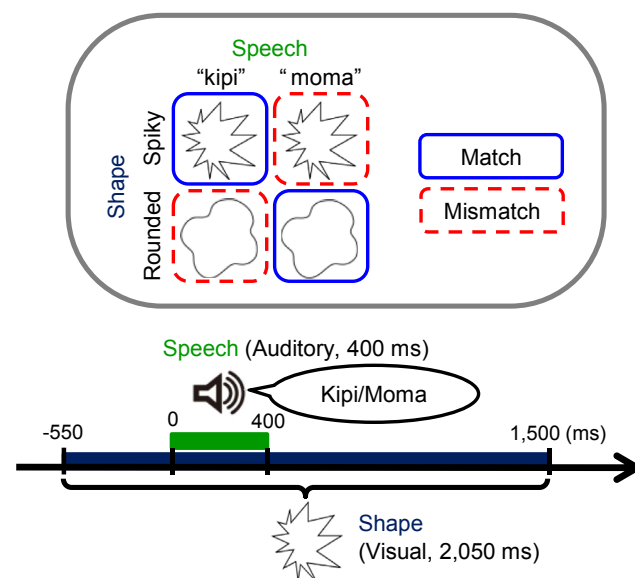 Speech
“kipi” “ moma”
Shape
Spiky
Rounded
Match
Mismatch
Speech (Auditory, 400 ms)
Kipi/Moma
-550 0 400 1,500 (ms)
Shape
(Visual, 2,050 ms)